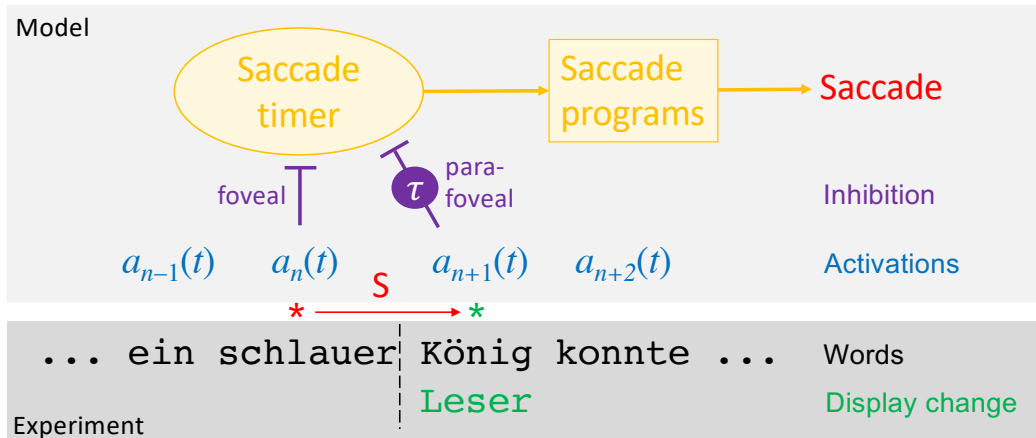 Model
Saccade
timer
Saccade
programs
Saccade
foveal
τ
para-
foveal
Inhibition
aₙ₋₁(t) aₙ(t) aₙ₊₁(t) aₙ₊₂(t) Activations
S
* *
... ein schlauer König konnte ... Words
Leser Display change
Experiment